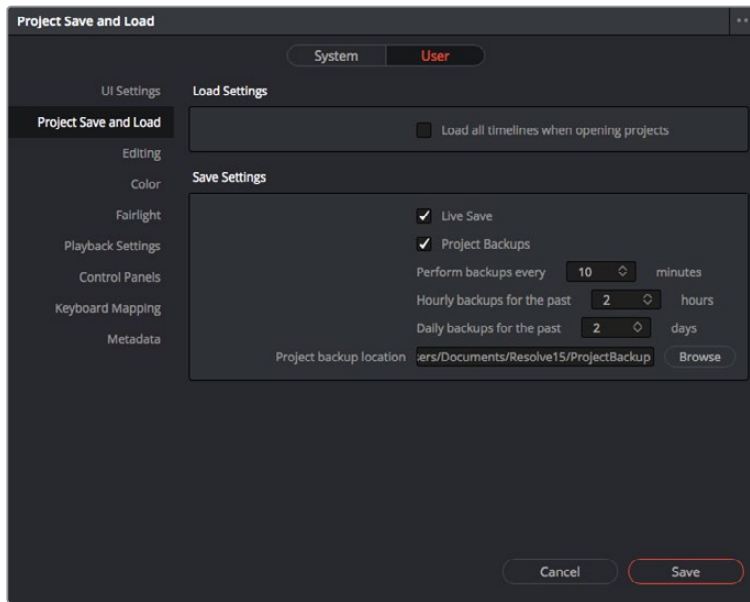 Project Save and Load
System User
UI Settings
Project Save and Load
Editing
Color
Fairlight
Playback Settings
Control Panels
Keyboard Mapping
Metadata
Load Settings
Load all timelines when opening projects
Save Settings
Live Save
Project Backups
Perform backups every 10 minutes
Hourly backups for the past 2 hours
Daily backups for the past 2 days
Project backup location ers/Documents/Resolve15/ProjectBackup Browse
Cancel Save